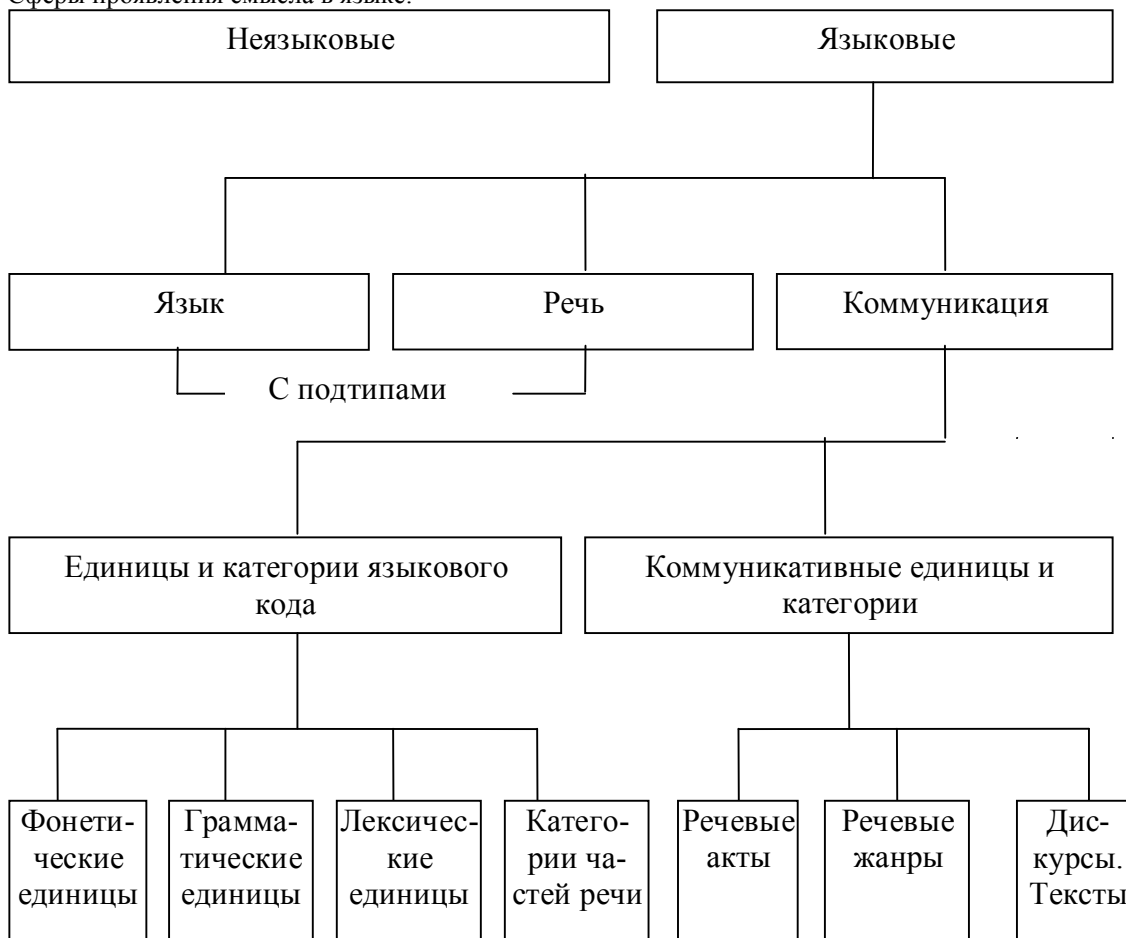 Сферы проявления смысла в языке:
Неязыковые
Языковые
Язык
Речь
Коммуникация
С подтипами
Единицы и категории языкового
кода
Коммуникативные единицы и
категории
Фонети-
ческие
единицы
Грамма-
тические
единицы
Лексичес-
кие
единицы
Катего-
рии ча-
стей речи
Речевые
акты
Речевые
жанры
Дис-
курсы.
Тексты